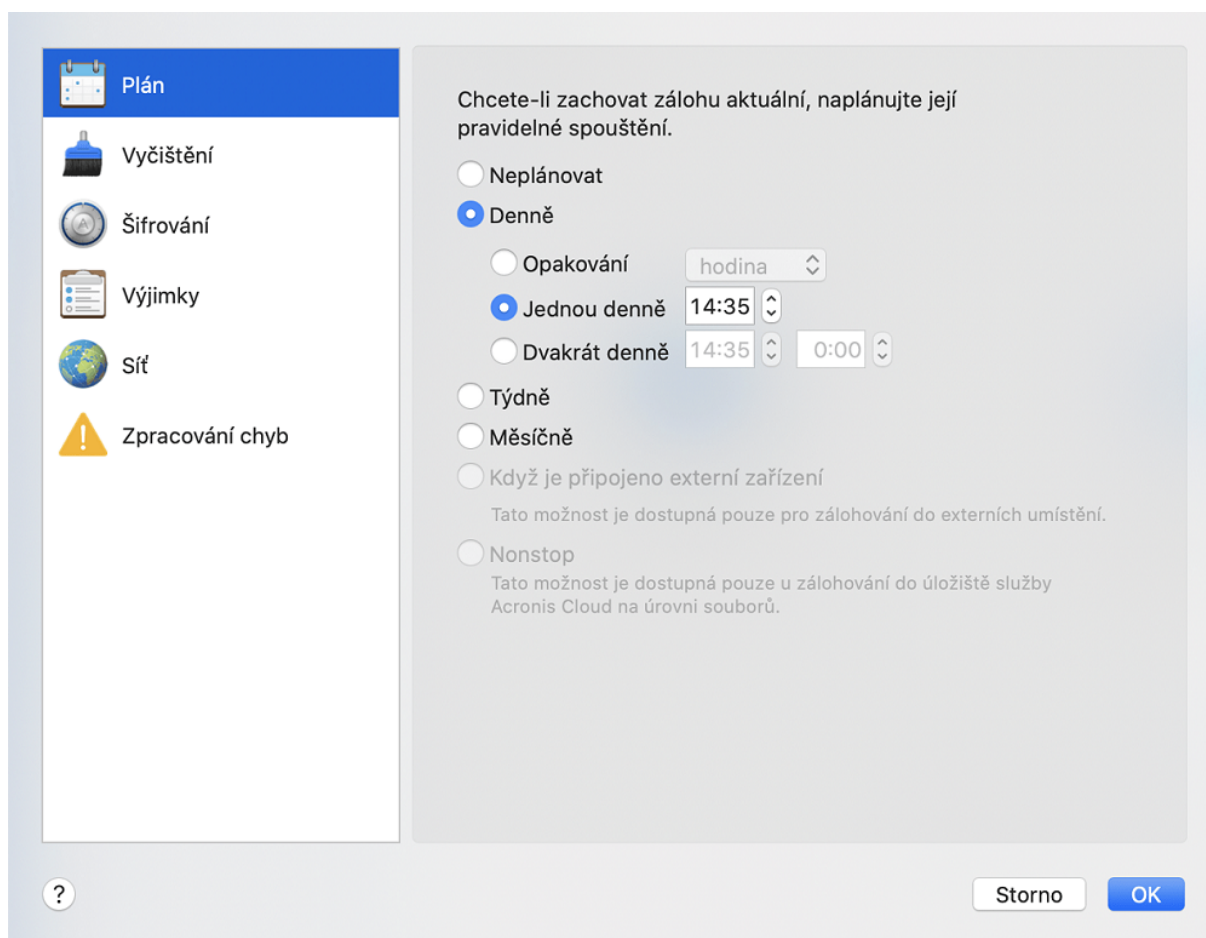 Plán
Vyčištění
Šifrování
Výjimky
Síť
Zpracování chyb
Chcete-li zachovat zálohu aktuální, naplánujte její
pravidelné spouštění.
Neplánovat
Denně
Opakování hodina
Jednou denně 14:35
Dvakrát denně 14:35 0:00
Týdně
Měsíčně
Když je připojeno externí zařízení
Tato možnost je dostupná pouze pro zálohování do externích umístění.
Nonstop
Tato možnost je dostupná pouze u zálohování do úložiště služby
Acronis Cloud na úrovni souborů.
? Storno OK